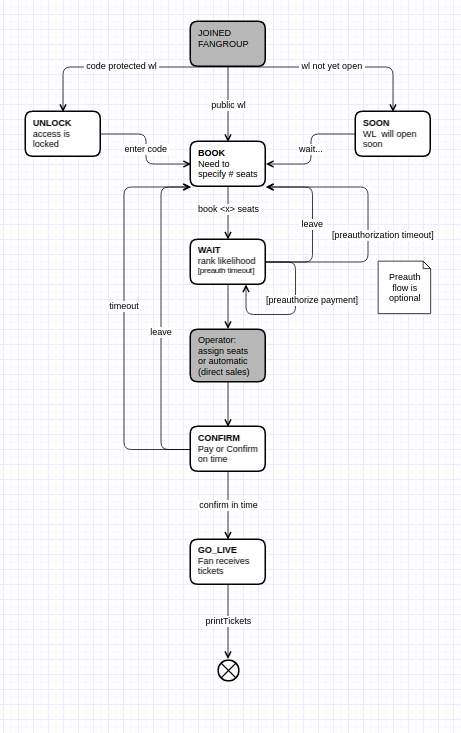 JOINED
FANGROUP
code protected wl
wl not yet open
public wl
UNLOCK
access is
locked
SOON
WL  will open
soon
enter code
BOOK
Need to
specify # seats
wait...
book <x> seats
leave
[preauthorization timeout]
WAIT
rank likelihood
[preauth timeout]
Preauth
flow is
optional
[preauthorize payment]
timeout
leave
Operator:
assign seats
or automatic
(direct sales)
CONFIRM
Pay or Confirm
on time
confirm in time
GO_LIVE
Fan receives
tickets
printTickets